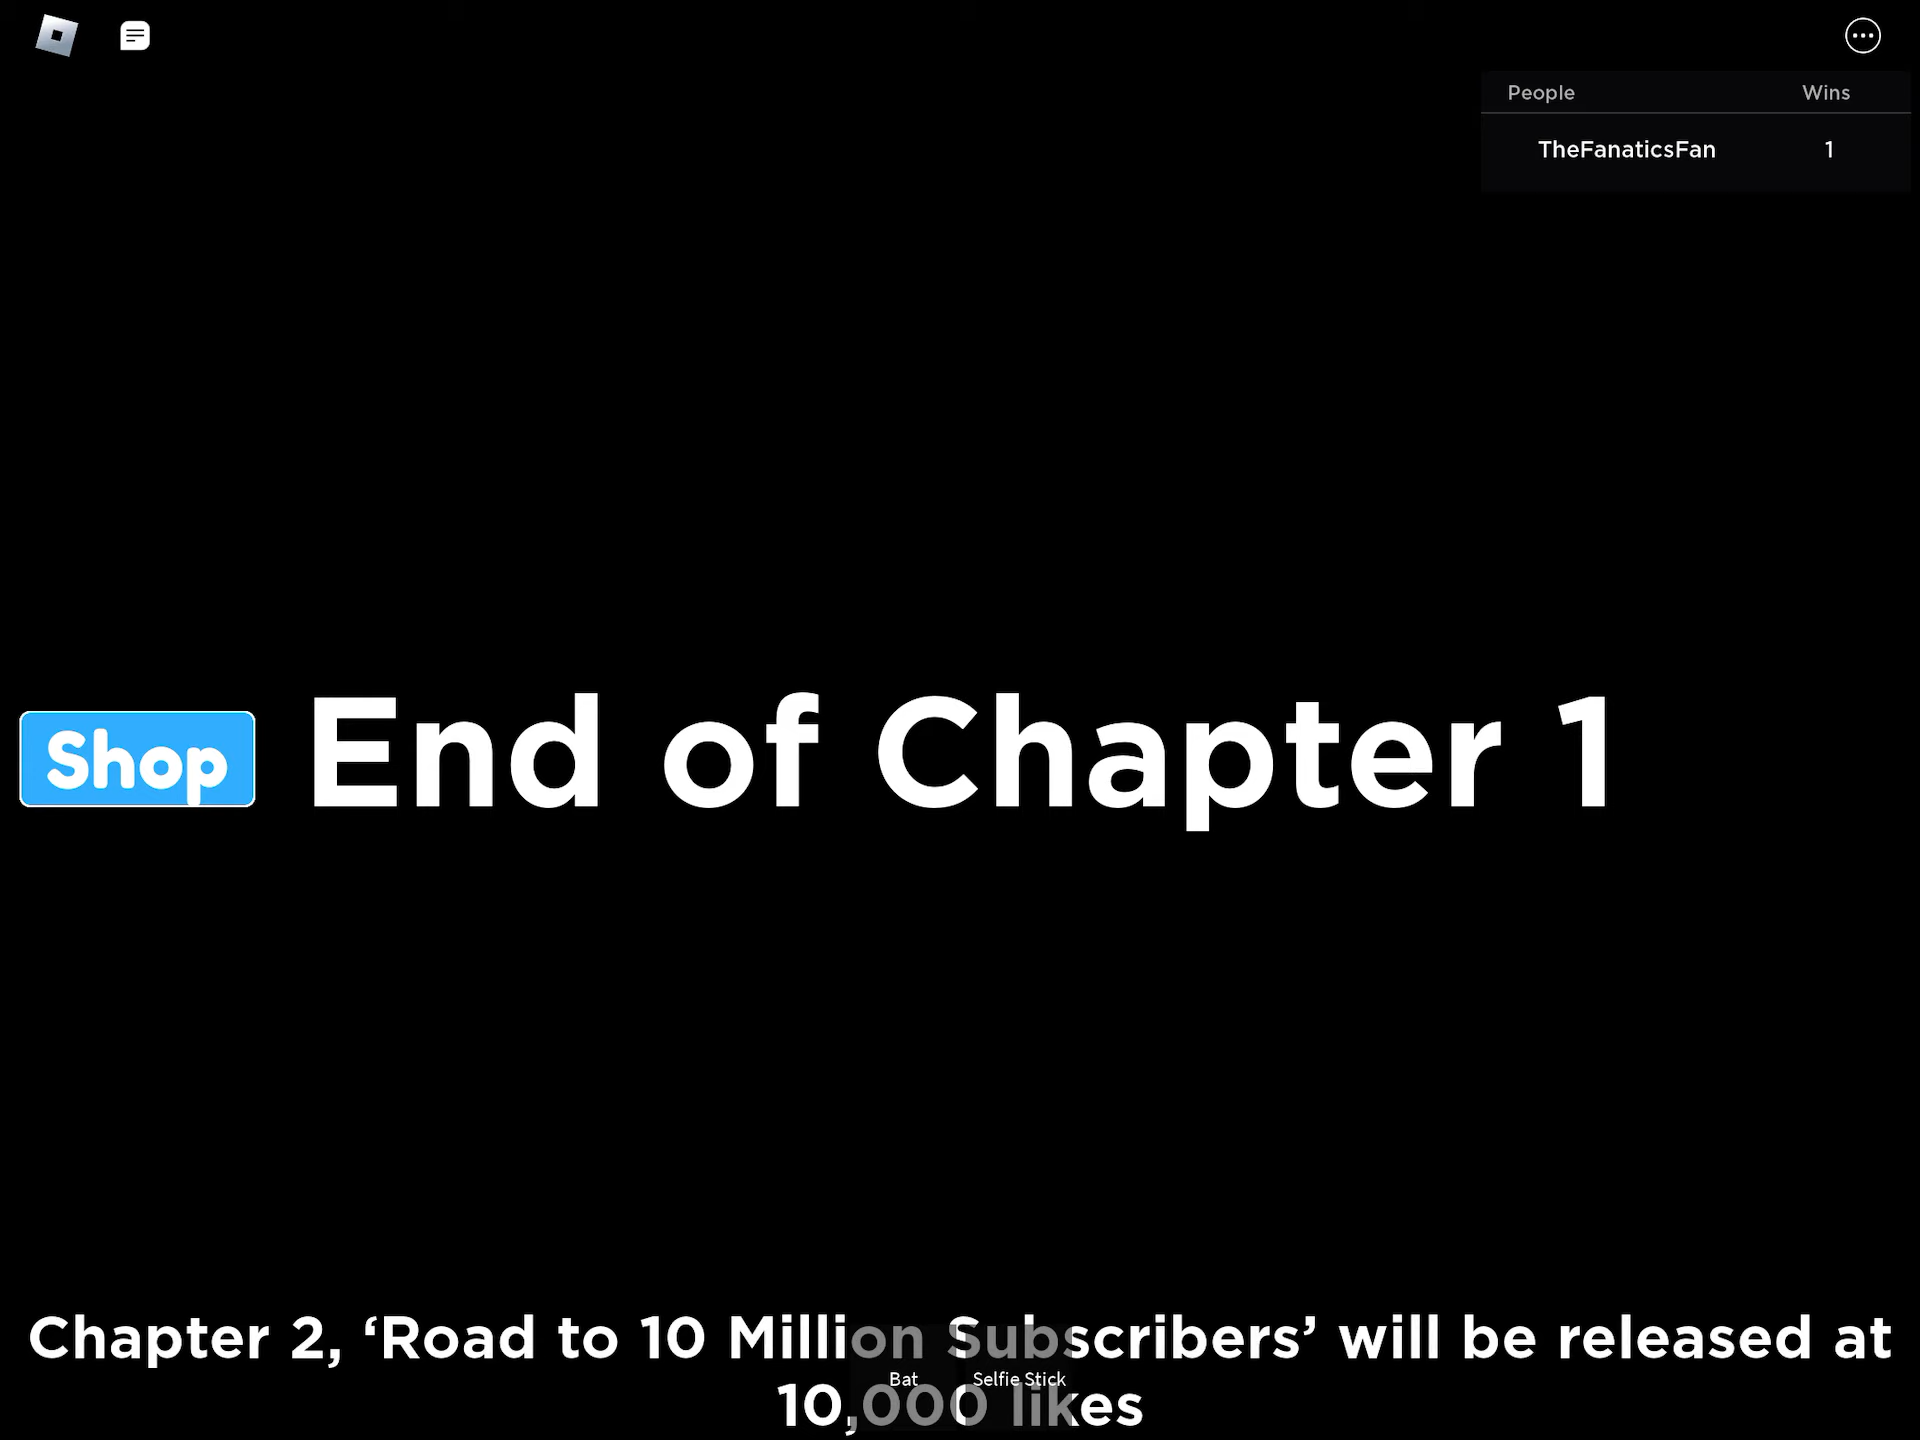 People Wins
TheFanaticsFan 1
Shop
End of Chapter 1
Chapter 2, ‘Road to 10 Million Subscribers’ will be released at
10,000 likes
Bat Selfie Stick